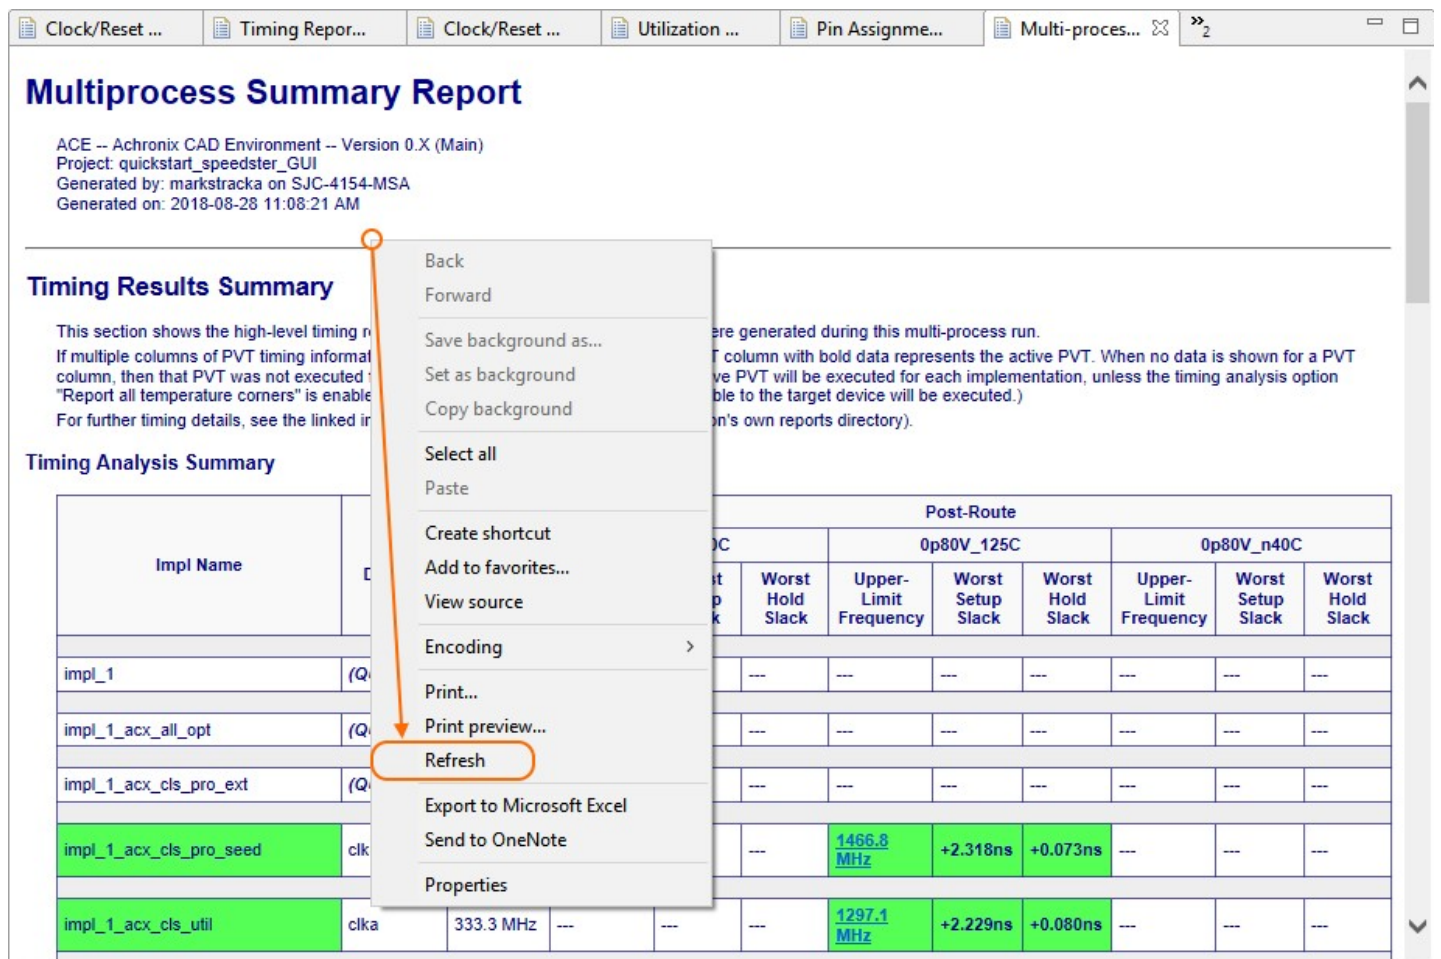 Clock/Reset ... Timing Repor... Clock/Reset ... Utilization ... Pin Assignme... Multi-proces... »2
Multiprocess Summary Report
ACE -- Achronix CAD Environment -- Version 0.X (Main)
Project: quickstart_speedster_GUI
Generated by: markstracka on SJC-4154-MSA
Generated on: 2018-08-28 11:08:21 AM
Timing Results Summary
This section shows the high-level timing ere generated during this multi-process run.
If multiple columns of PVT timing column with bold data represents the active PVT. When no data is shown for a PVT
column, then that PVT was not executed ve PVT will be executed for each implementation, unless the timing analysis option
"Report all temperature corners" is ble to the target device will be executed.)
For further timing details, see the linked on's own reports directory).
Timing Analysis Summary
Back
Forward
Save background as...
Set as background
Copy background
Select all
Paste
Create shortcut
Add to favorites...
View source
Encoding >
Print...
Print preview...
Refresh
Export to Microsoft Excel
Send to OneNote
Properties
Post-Route
0C 0p80V_125C 0p80V_n40C
Impl Name
Worst Hold Slack Upper-Limit Frequency Worst Setup Slack Worst Hold Slack Upper-Limit Frequency Worst Setup Slack Worst Hold Slack
impl_1 (Q --- --- --- --- --- --- ---
impl_1_acx_all_opt (Q --- --- --- --- --- --- ---
impl_1_acx_cls_pro_ext (Q --- --- --- --- --- --- ---
impl_1_acx_cls_pro_seed clk --- 1466.8 MHz +2.318ns +0.073ns --- --- ---
impl_1_acx_cls_util clka 333.3 MHz --- --- --- 1297.1 MHz +2.229ns +0.080ns --- --- ---